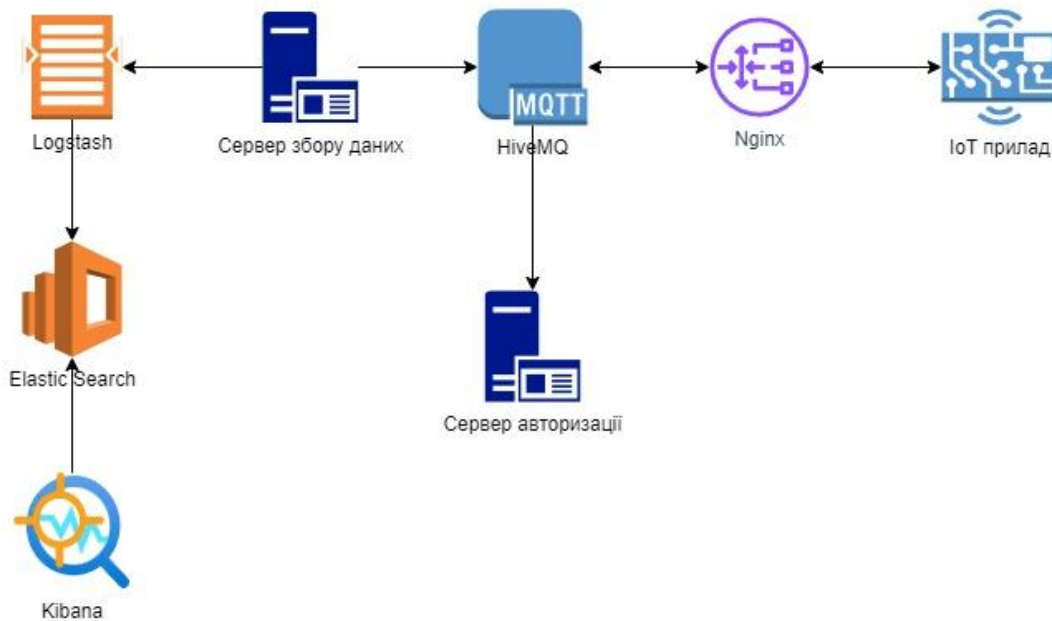 MQTT
Logstash
Сервер збору даних
HiveMQ
Nginx
IoT прилад
Elastic Search
Сервер авторизації
Kibana